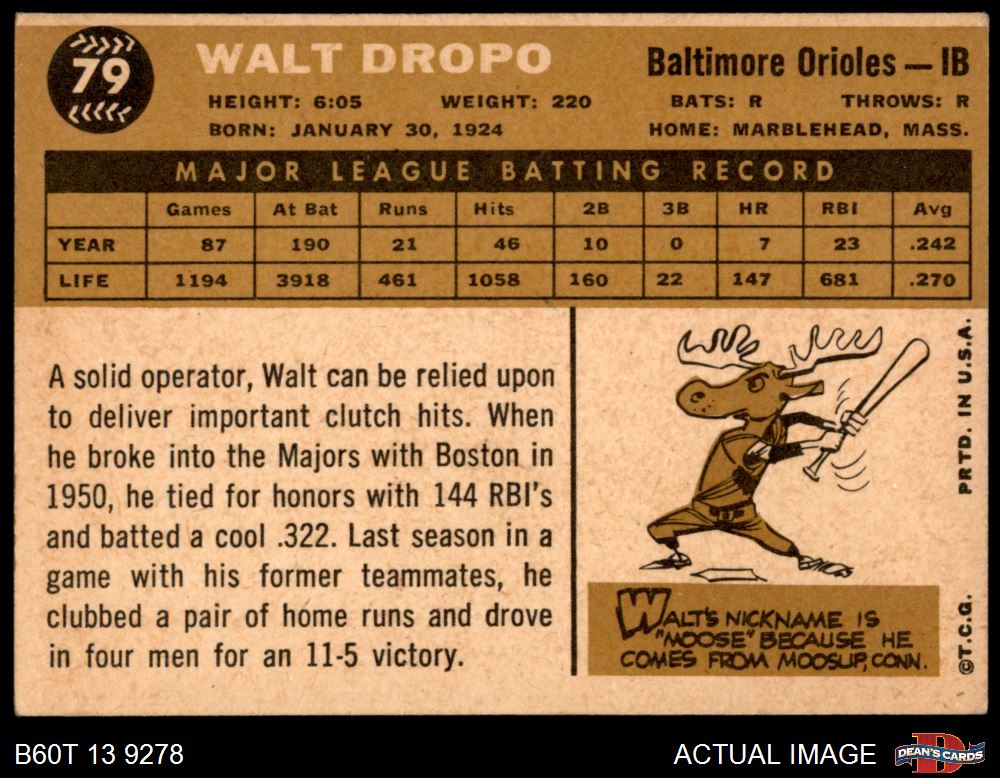 79
WALT DROPO
Baltimore Orioles — 1B
HEIGHT: 6:05 WEIGHT: 220 BATS: R THROWS: R
BORN: JANUARY 30, 1924 HOME: MARBLEHEAD, MASS.
MAJOR LEAGUE BATTING RECORD
Games At Bat Runs Hits 2B 3B HR RBI Avg
YEAR 87 190 21 46 10 0 7 23 .242
LIFE 1194 3918 461 1058 160 22 147 681 .270
A solid operator, Walt can be relied upon
to deliver important clutch hits. When
he broke into the Majors with Boston in
1950, he tied for honors with 144 RBI's
and batted a cool .322. Last season in a
game with his former teammates, he
clubbed a pair of home runs and drove
in four men for an 11-5 victory.
WALT'S NICKNAME IS
"MOOSE" BECAUSE HE
COMES FROM MOOSUP, CONN.
©T.C.G. PRTD. IN U.S.A.
B60T 13 9278
ACTUAL IMAGE
DEAN'S CARDS